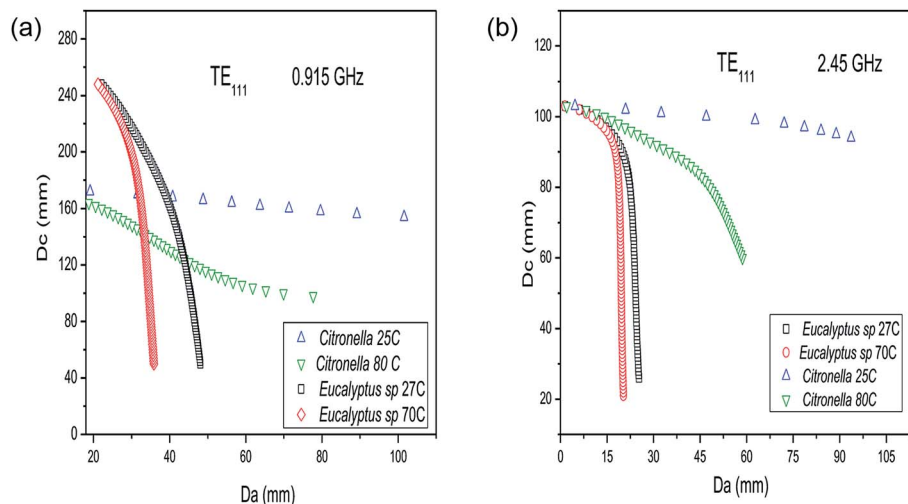 (a)
TE111 0.915 GHz
280
240
200
160
120
80
40
0
Dc (mm)
20 40 60 80 100
Da (mm)
Citronella 25C
Citronella 80 C
Eucalyptus sp 27C
Eucalyptus sp 70C
(b)
TE111 2.45 GHz
120
100
80
60
40
20
Dc (mm)
0 15 30 45 60 75 90 105
Da (mm)
Eucalyptus sp 27C
Eucalyptus sp 70C
Citronella 25C
Citronella 80C